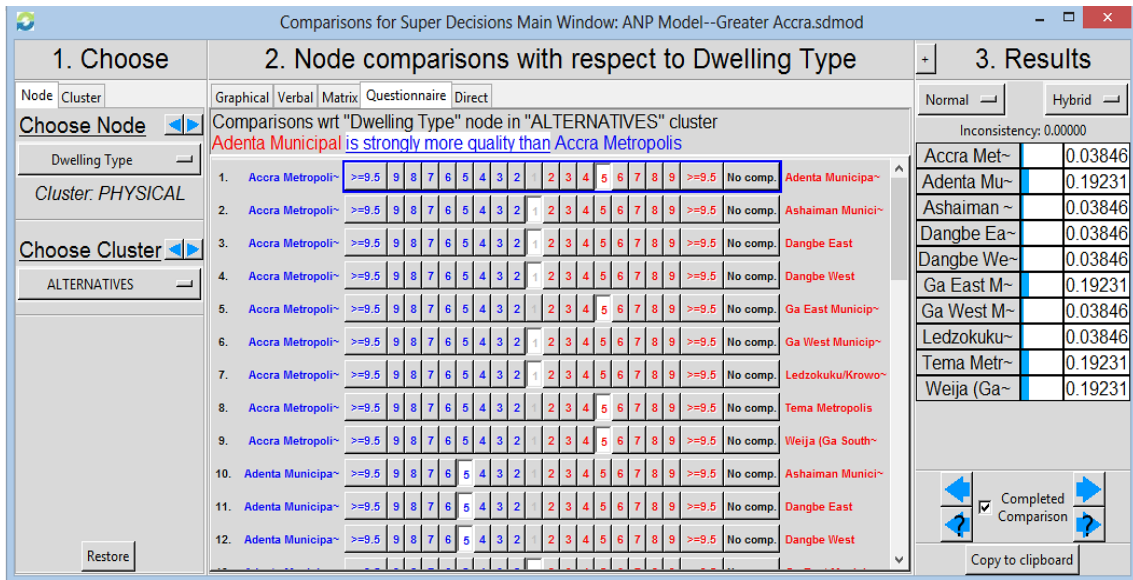 Comparisons for Super Decisions Main Window: ANP Model--Greater Accra.sdmod
1. Choose
2. Node comparisons with respect to Dwelling Type
+ 3. Results
Node Cluster
Choose Node
Dwelling Type
Cluster: PHYSICAL
Choose Cluster
ALTERNATIVES
Restore
Graphical Verbal Matrix Questionnaire Direct
Comparisons wrt "Dwelling Type" node in "ALTERNATIVES" cluster
Adenta Municipal is strongly more quality than Accra Metropolis
1. Accra Metropoli~ >=9.5 9 8 7 6 5 4 3 2 1 2 3 4 5 6 7 8 9 >=9.5 No comp. Adenta Municipa~
2. Accra Metropoli~ >=9.5 9 8 7 6 5 4 3 2 1 2 3 4 5 6 7 8 9 >=9.5 No comp. Ashaiman Munici~
3. Accra Metropoli~ >=9.5 9 8 7 6 5 4 3 2 1 2 3 4 5 6 7 8 9 >=9.5 No comp. Dangbe East
4. Accra Metropoli~ >=9.5 9 8 7 6 5 4 3 2 1 2 3 4 5 6 7 8 9 >=9.5 No comp. Dangbe West
5. Accra Metropoli~ >=9.5 9 8 7 6 5 4 3 2 1 2 3 4 5 6 7 8 9 >=9.5 No comp. Ga East Municip~
6. Accra Metropoli~ >=9.5 9 8 7 6 5 4 3 2 1 2 3 4 5 6 7 8 9 >=9.5 No comp. Ga West Municip~
7. Accra Metropoli~ >=9.5 9 8 7 6 5 4 3 2 1 2 3 4 5 6 7 8 9 >=9.5 No comp. Ledzokuku/Krowo~
8. Accra Metropoli~ >=9.5 9 8 7 6 5 4 3 2 1 2 3 4 5 6 7 8 9 >=9.5 No comp. Tema Metropolis
9. Accra Metropoli~ >=9.5 9 8 7 6 5 4 3 2 1 2 3 4 5 6 7 8 9 >=9.5 No comp. Weija (Ga South~
10. Adenta Municipa~ >=9.5 9 8 7 6 5 4 3 2 1 2 3 4 5 6 7 8 9 >=9.5 No comp. Ashaiman Munici~
11. Adenta Municipa~ >=9.5 9 8 7 6 5 4 3 2 1 2 3 4 5 6 7 8 9 >=9.5 No comp. Dangbe East
12. Adenta Municipa~ >=9.5 9 8 7 6 5 4 3 2 1 2 3 4 5 6 7 8 9 >=9.5 No comp. Dangbe West
Normal Hybrid
Inconsistency: 0.00000
Accra Met~ 0.03846
Adenta Mu~ 0.19231
Ashaiman ~ 0.03846
Dangbe Ea~ 0.03846
Dangbe We~ 0.03846
Ga East M~ 0.19231
Ga West M~ 0.03846
Ledzokuku~ 0.03846
Tema Metr~ 0.19231
Weija (Ga~ 0.19231
Completed
Comparison
? ?
Copy to clipboard